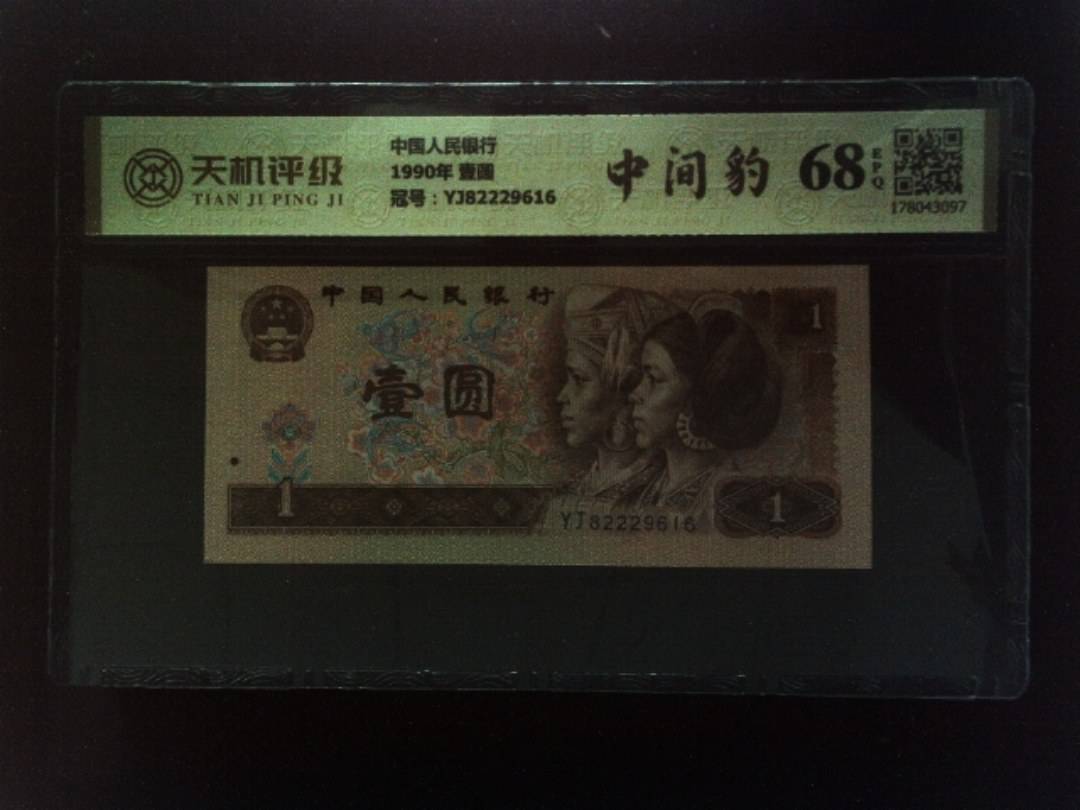 天机评级
TIAN JI PING JI
中国人民银行
1990年 壹圆
冠号：YJ82229616
中间豹
68
EPQ
178043097
中国人民银行
壹圆
1
1
1
YJ82229616